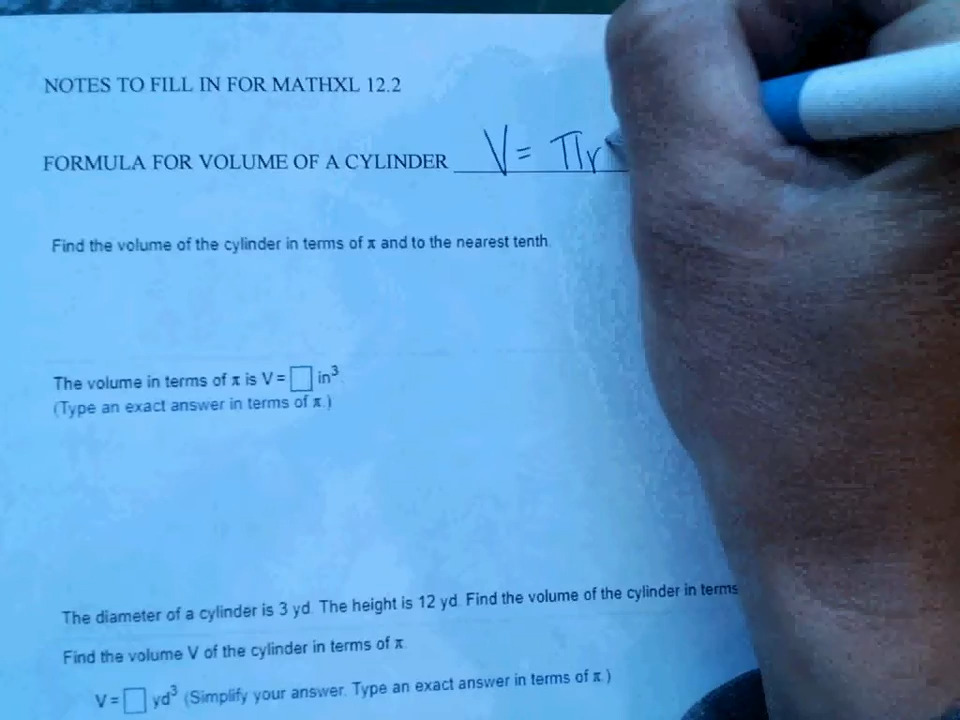 NOTES TO FILL IN FOR MATHXL 12.2
FORMULA FOR VOLUME OF A CYLINDER V = πr
Find the volume of the cylinder in terms of π and to the nearest tenth.
The volume in terms of π is V = in³.
(Type an exact answer in terms of π.)
The diameter of a cylinder is 3 yd. The height is 12 yd. Find the volume of the cylinder in terms
Find the volume V of the cylinder in terms of π.
V = yd³ (Simplify your answer. Type an exact answer in terms of π.)